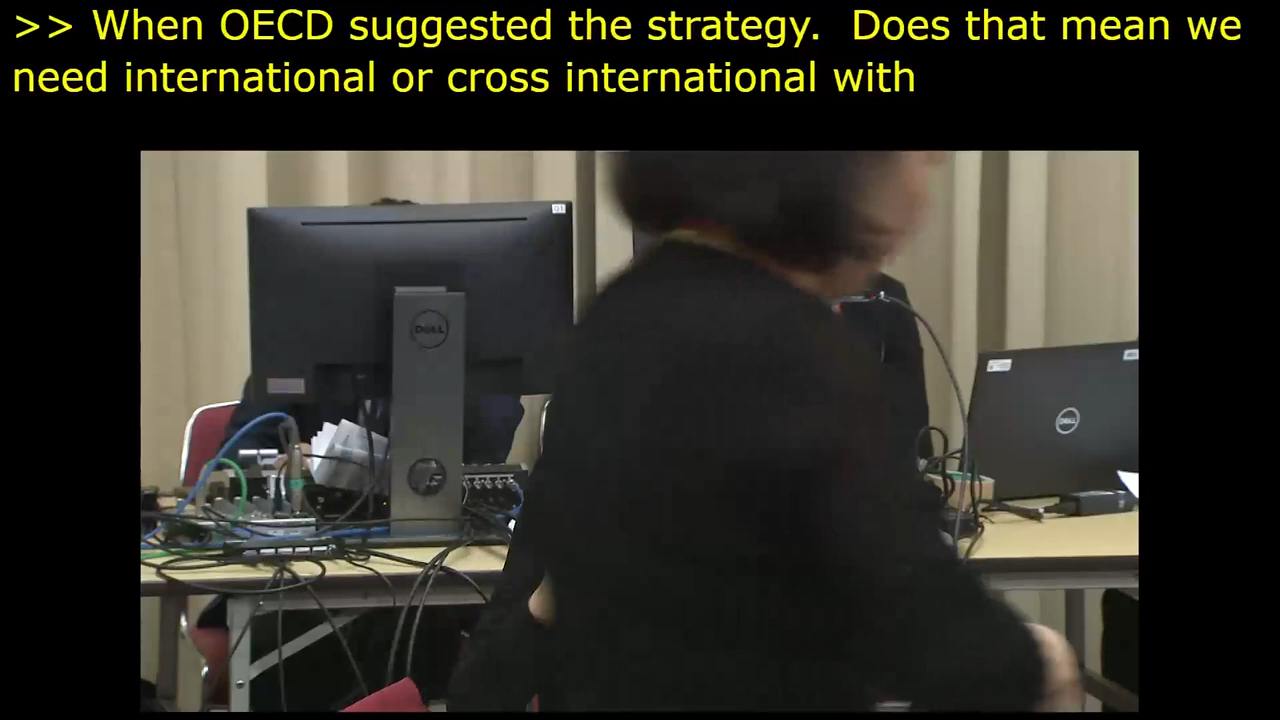 >> When OECD suggested the strategy.  Does that mean we
need international or cross international with
DELL
DELL